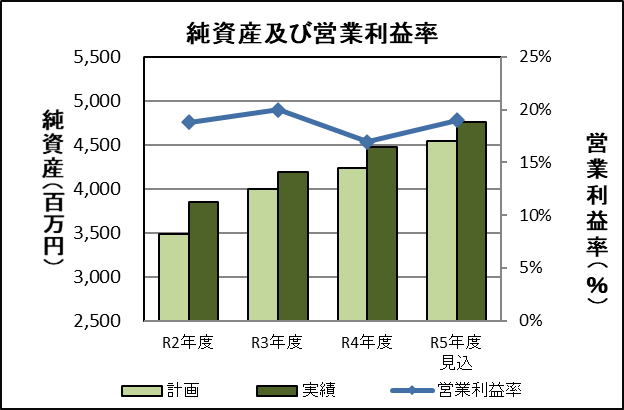 純資産及び営業利益率
純資産(百万円)
5,500
5,000
4,500
4,000
3,500
3,000
2,500
25%
20%
15%
10%
5%
0%
営業利益率(%)
R2年度
R3年度
R4年度
R5年度
見込
計画
実績
営業利益率